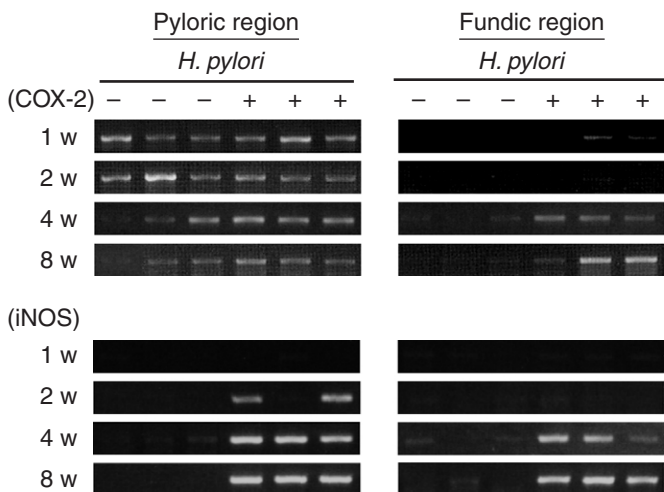 Pyloric region Fundic region
H. pylori H. pylori
(COX-2) – – – + + + – – – + + +
1 w
2 w
4 w
8 w
(iNOS)
1 w
2 w
4 w
8 w